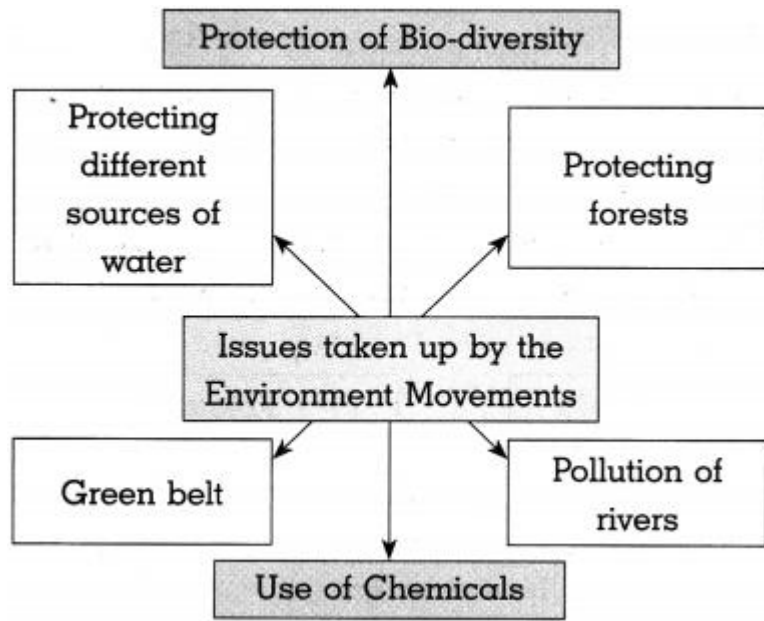 Protection of Bio-diversity
Protecting
different
sources of
water
Protecting
forests
Issues taken up by the
Environment Movements
Green belt
Pollution of
rivers
Use of Chemicals